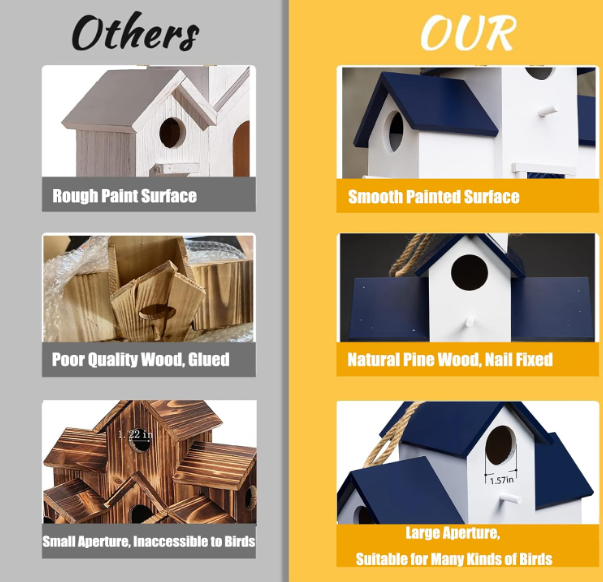 Others
OUR
Rough Paint Surface
Smooth Painted Surface
Poor Quality Wood, Glued
Natural Pine Wood, Nail Fixed
1.22 in
1.57in
Small Aperture, Inaccessible to Birds
Large Aperture,
Suitable for Many Kinds of Birds